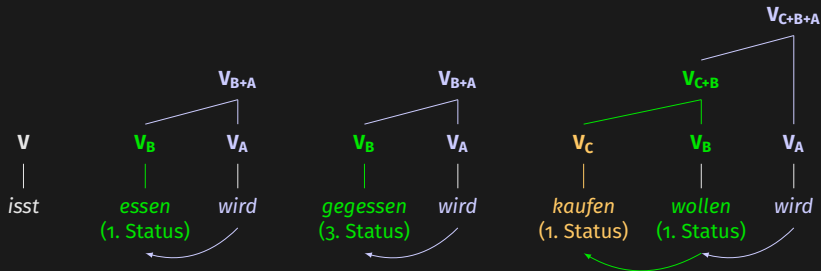 V_C+B+A
V_B+A V_B+A V_C+B
V V_B V_A V_B V_A V_C V_B V_A
isst essen wird gegessen wird kaufen wollen wird
(1. Status) (3. Status) (1. Status) (1. Status)